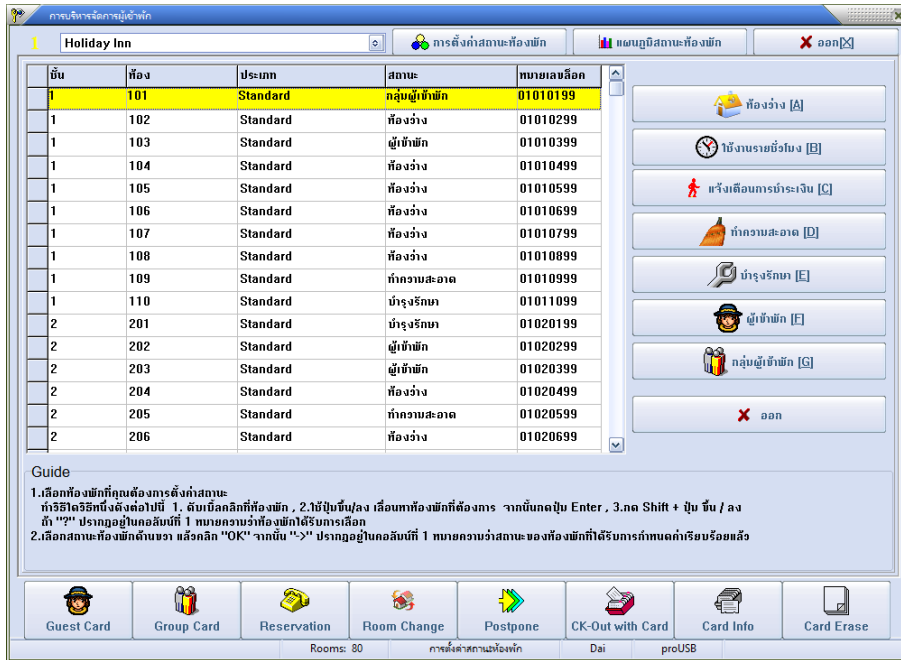 การบริหารจัดการผู้เข้าพัก
1 Holiday Inn การตั้งค่าสถานะห้องพัก แผนภูมิสถานะห้องพัก ออก[X]
ชั้น ห้อง ประเภท สถานะ หมายเลขล็อค
1 101 Standard กลุ่มผู้เข้าพัก 01010199
1 102 Standard ห้องว่าง 01010299
1 103 Standard ผู้เข้าพัก 01010399
1 104 Standard ห้องว่าง 01010499
1 105 Standard ห้องว่าง 01010599
1 106 Standard ห้องว่าง 01010699
1 107 Standard ห้องว่าง 01010799
1 108 Standard ห้องว่าง 01010899
1 109 Standard ทำความสะอาด 01010999
1 110 Standard บำรุงรักษา 01011099
2 201 Standard บำรุงรักษา 01020199
2 202 Standard ผู้เข้าพัก 01020299
2 203 Standard ผู้เข้าพัก 01020399
2 204 Standard ห้องว่าง 01020499
2 205 Standard ทำความสะอาด 01020599
2 206 Standard ห้องว่าง 01020699
ห้องว่าง [A]
ใช้งานรายชั่วโมง [B]
แจ้งเตือนการชำระเงิน [C]
ทำความสะอาด [D]
บำรุงรักษา [E]
ผู้เข้าพัก [F]
กลุ่มผู้เข้าพัก [G]
ออก
Guide
1.เลือกห้องพักที่คุณต้องการตั้งค่าสถานะ
ทำวิธีใดวิธีหนึ่งดังต่อไปนี้ 1. ดับเบิ้ลคลิกที่ห้องพัก , 2.ใช้ปุ่มขึ้น/ลง เลื่อนหาห้องพักที่ต้องการ จากนั้นกดปุ่ม Enter , 3.กด Shift + ปุ่ม ขึ้น / ลง
ถ้า "?" ปรากฎอยู่ในคอลัมน์ที่ 1 หมายความว่าห้องพักได้รับการเลือก
2.เลือกสถานะห้องพักด้านขวา แล้วคลิก "OK" จากนั้น "->" ปรากฎอยู่ในคอลัมน์ที่ 1 หมายความว่าสถานะของห้องพักที่ได้รับการกำหนดค่าเรียบร้อยแล้ว
Guest Card Group Card Reservation Room Change Postpone CK-Out with Card Card Info Card Erase
Rooms: 80 การตั้งค่าสถานะห้องพัก Dai proUSB